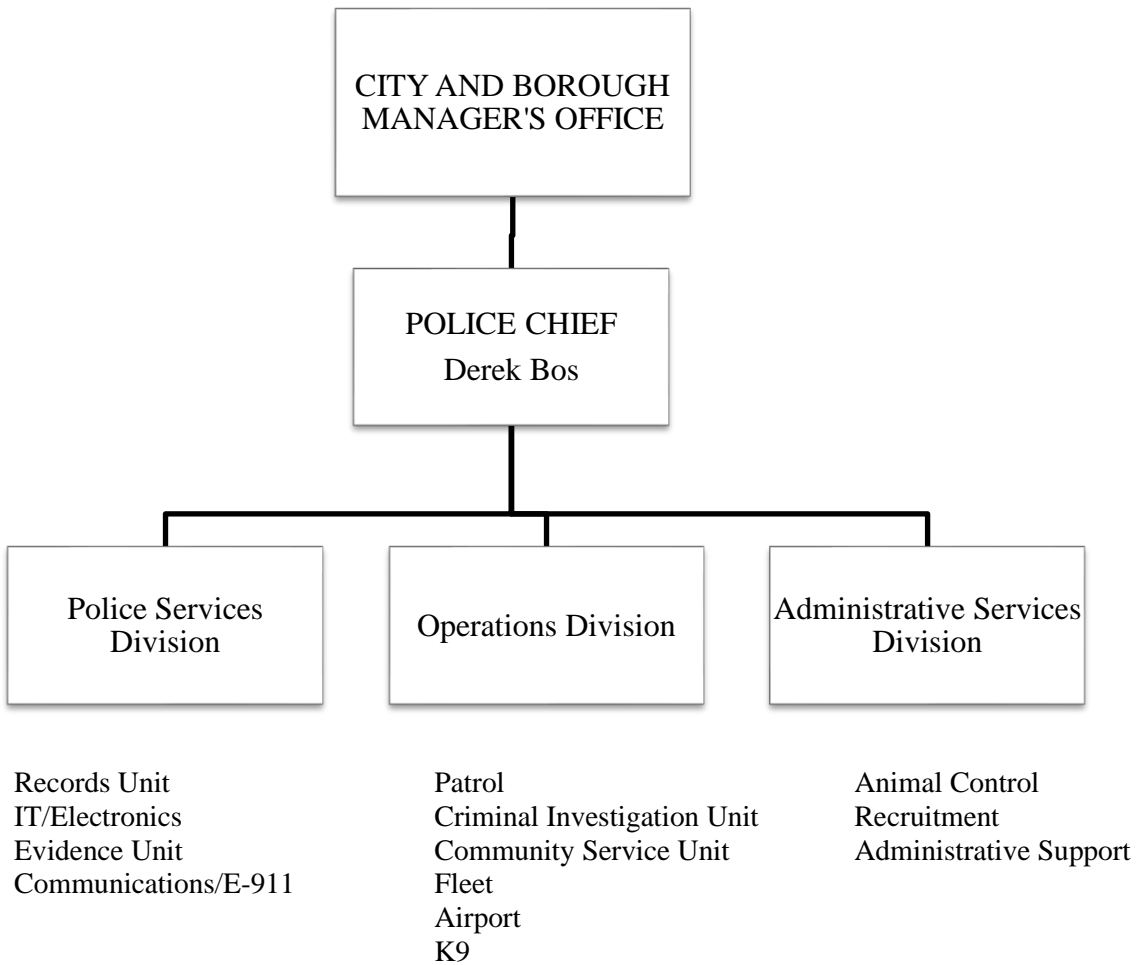 CITY AND BOROUGH
MANAGER'S OFFICE
POLICE CHIEF
Derek Bos
Police Services
Division
Operations Division
Administrative Services
Division
Records Unit
IT/Electronics
Evidence Unit
Communications/E-911
Patrol
Criminal Investigation Unit
Community Service Unit
Fleet
Airport
K9
Animal Control
Recruitment
Administrative Support